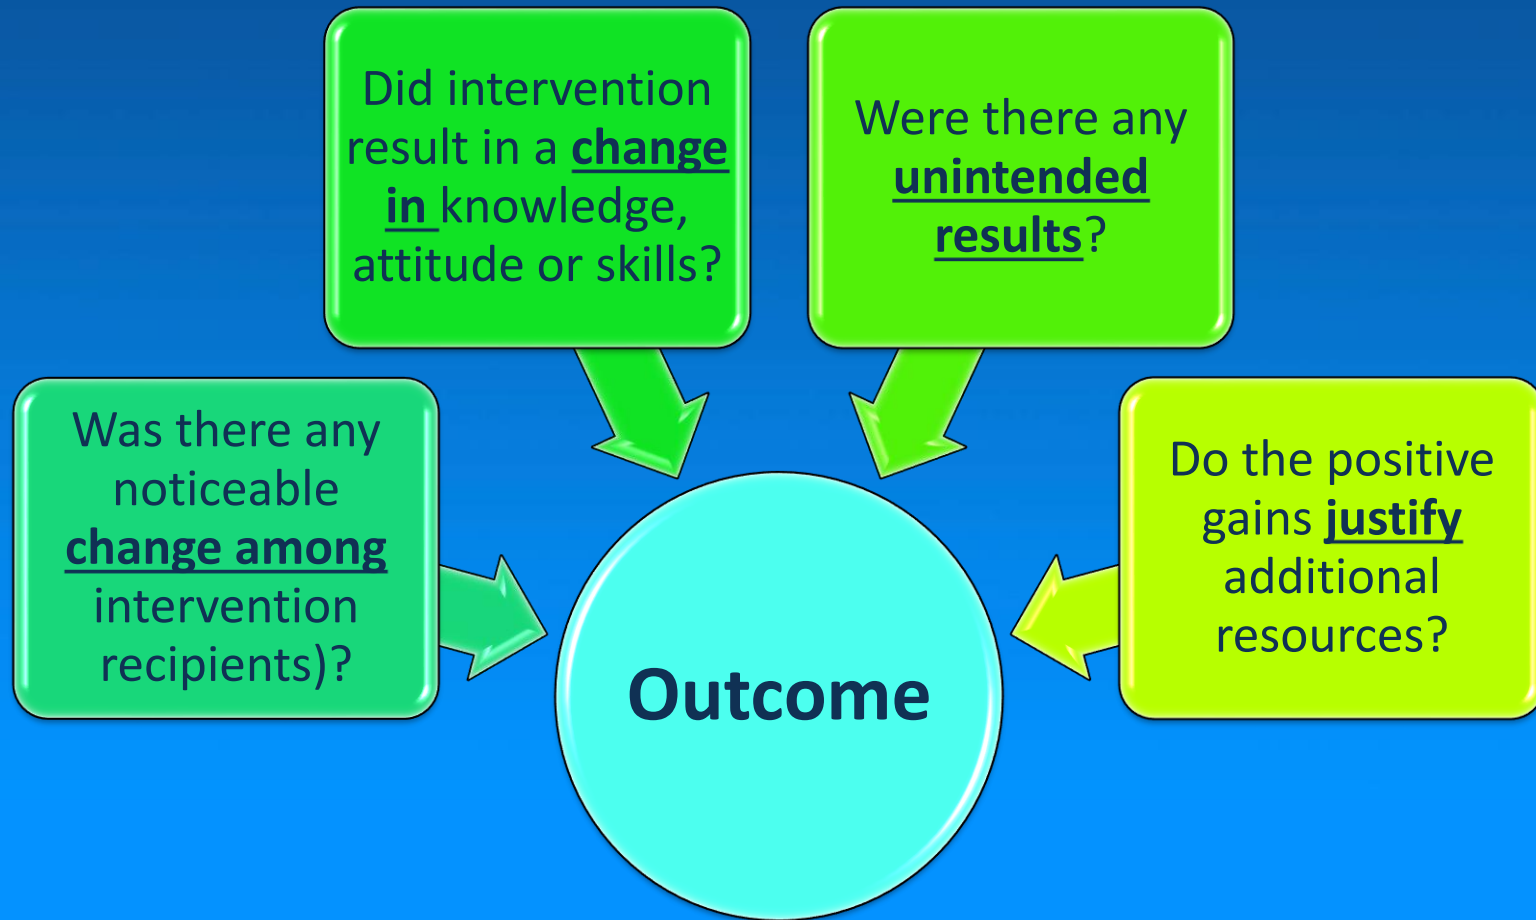 Did intervention
result in a change
in knowledge,
attitude or skills?
Were there any
unintended
results?
Was there any
noticeable
change among
intervention
recipients)?
Do the positive
gains justify
additional
resources?
Outcome